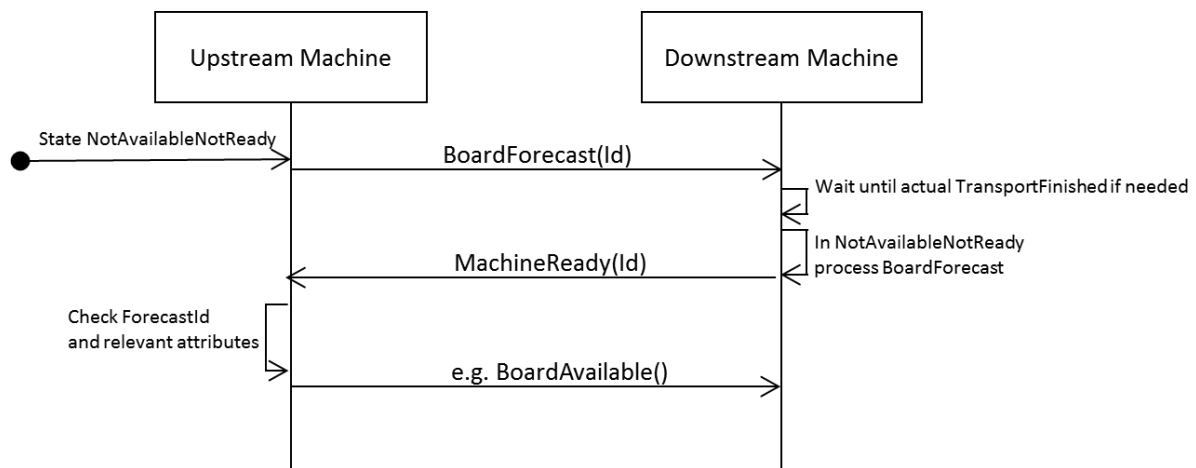 Upstream Machine
Downstream Machine
State NotAvailableNotReady
BoardForecast(Id)
Wait until actual TransportFinished if needed
In NotAvailableNotReady
process BoardForecast
MachineReady(Id)
Check ForecastId
and relevant attributes
e.g. BoardAvailable()